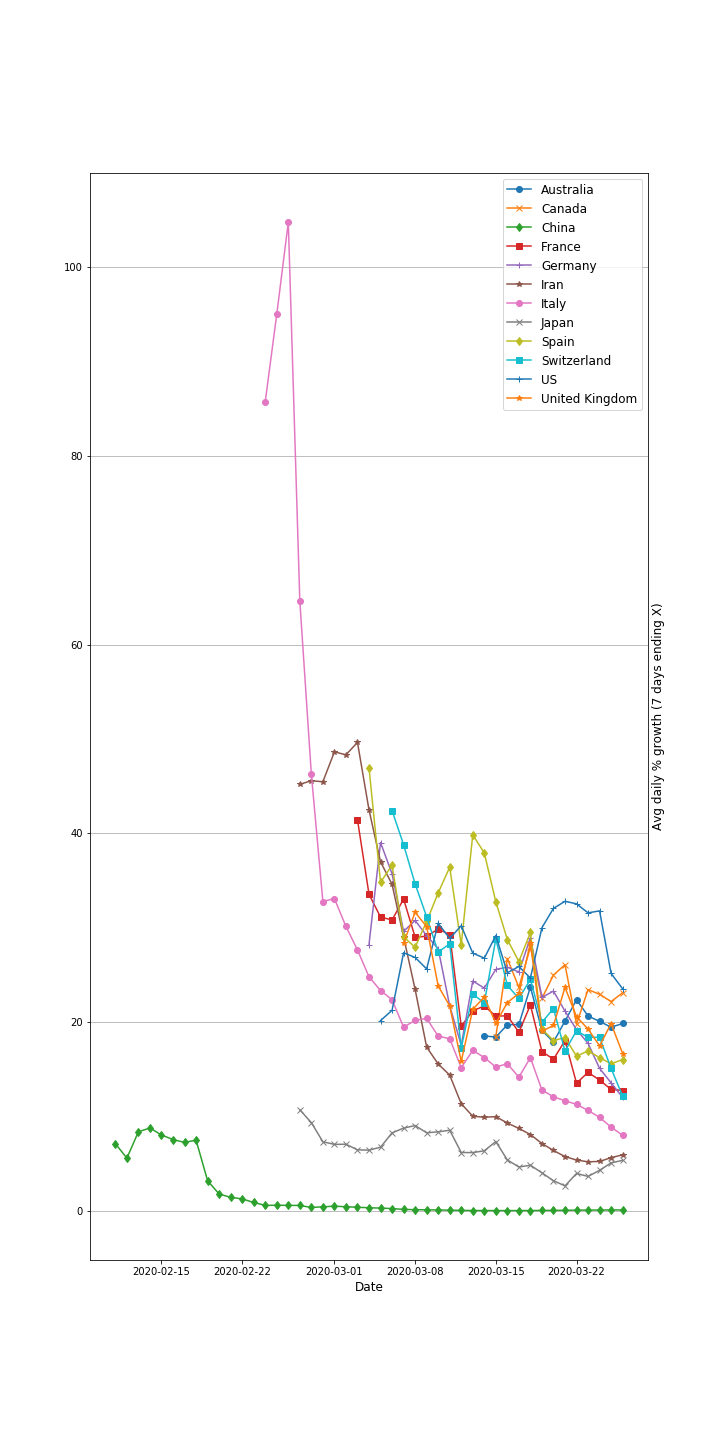 100
80
60
40
20
0
Australia
Canada
China
France
Germany
Iran
Italy
Japan
Spain
Switzerland
US
United Kingdom
Avg daily % growth (7 days ending X)
2020-02-15 2020-02-22 2020-03-01 2020-03-08 2020-03-15 2020-03-22
Date